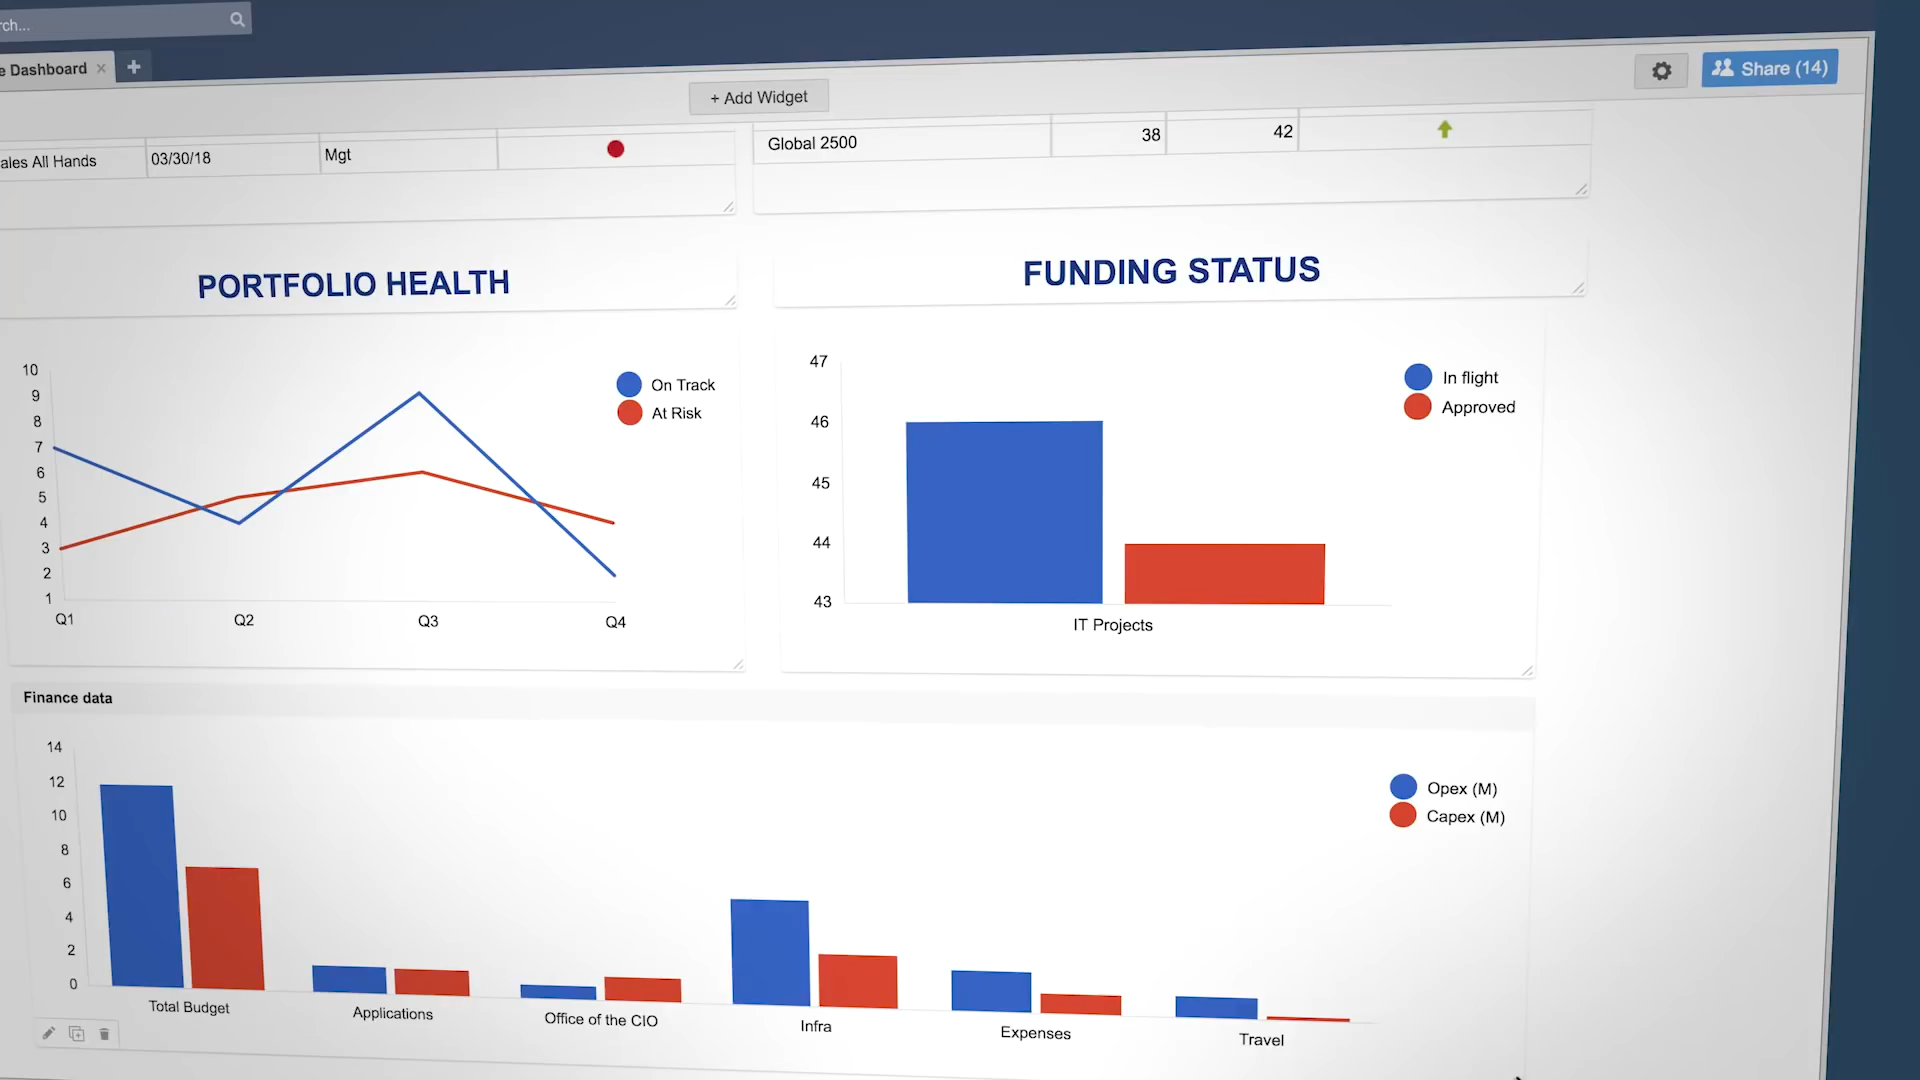 rch...
e Dashboard × +
+ Add Widget
Share (14)
ales All Hands 03/30/18 Mgt
Global 2500 38 42
PORTFOLIO HEALTH
10
9
8
7
6
5
4
3
2
1
Q1 Q2 Q3 Q4
On Track
At Risk
FUNDING STATUS
47
46
45
44
43
IT Projects
In flight
Approved
Finance data
14
12
10
8
6
4
2
0
Total Budget Applications Office of the CIO Infra Expenses Travel
Opex (M)
Capex (M)